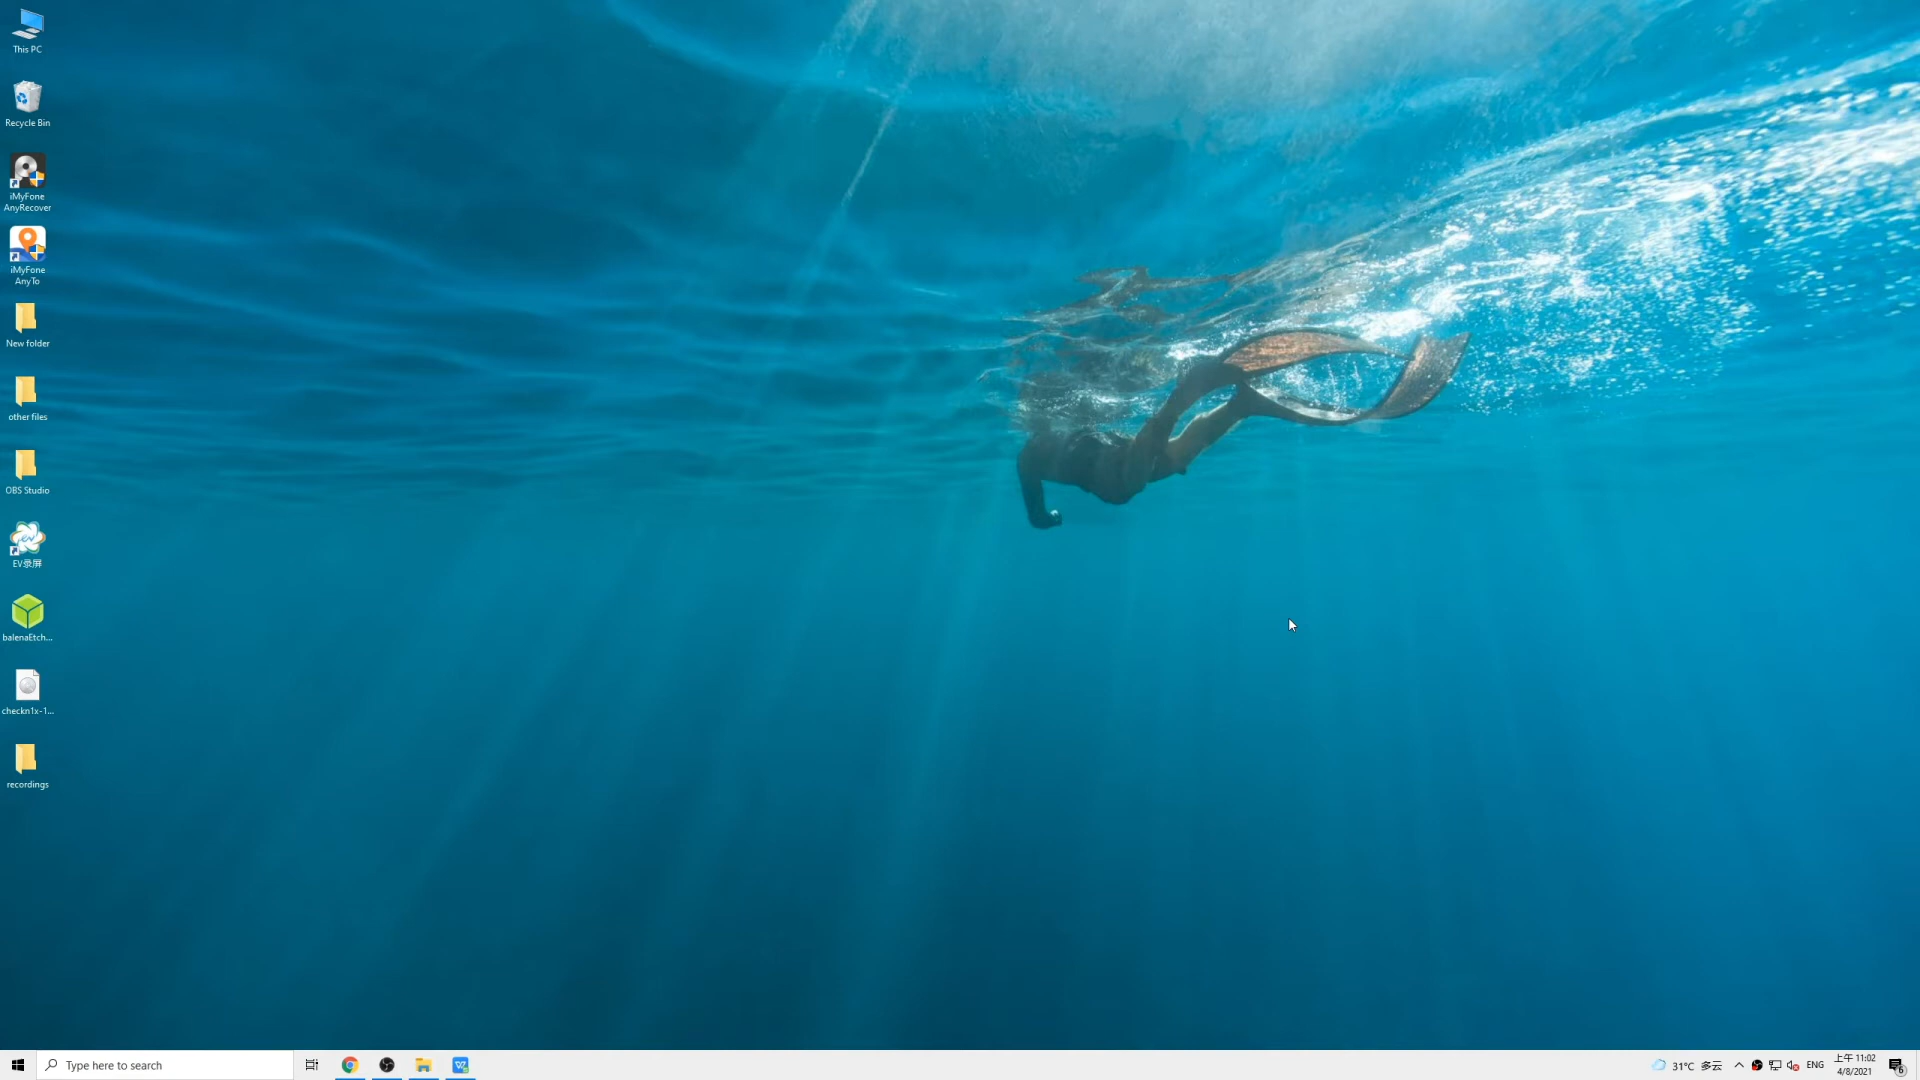 This PC
Recycle Bin
iMyFone
AnyRecover
iMyFone
AnyTo
New folder
other files
OBS Studio
EV录屏
balenaEtch...
checkn1x-1...
recordings
Type here to search
31°C 多云
ENG
上午 11:02
4/8/2021
6